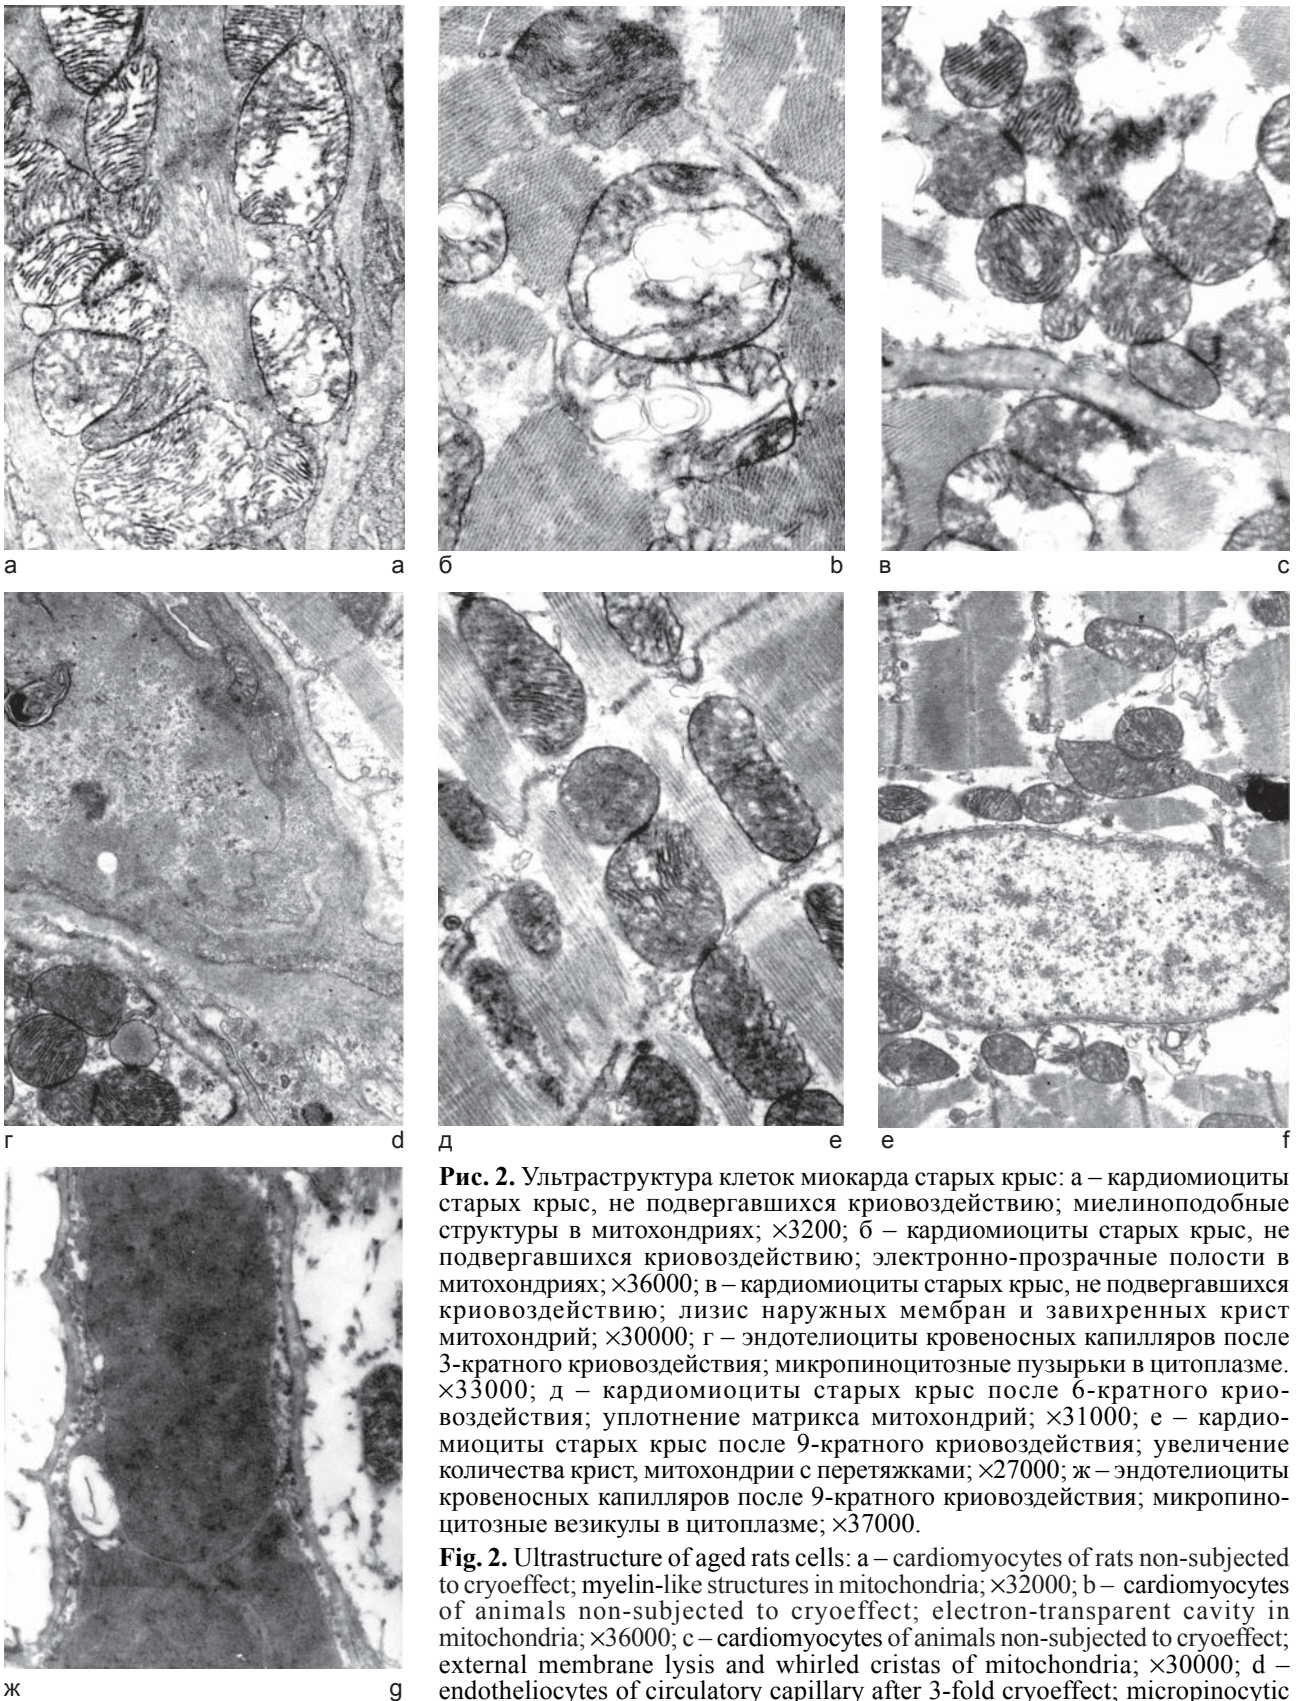 а a
б b
в c
г d
д e
е f
ж g
Рис. 2. Ультраструктура клеток миокарда старых крыс: а – кардиомиоциты
старых крыс, не подвергавшихся криовоздействию; миелиноподобные
структуры в митохондриях; ×3200; б – кардиомиоциты старых крыс, не
подвергавшихся криовоздействию; электронно-прозрачные полости в
митохондриях; ×36000; в – кардиомиоциты старых крыс, не подвергавшихся
криовоздействию; лизис наружных мембран и завихренных крист
митохондрий; ×30000; г – эндотелиоциты кровеносных капилляров после
3-кратного криовоздействия; микропиноцитозные пузырьки в цитоплазме.
×33000; д – кардиомиоциты старых крыс после 6-кратного крио-
воздействия; уплотнение матрикса митохондрий; ×31000; е – кардио-
миоциты старых крыс после 9-кратного криовоздействия; увеличение
количества крист, митохондрии с перетяжками; ×27000; ж – эндотелиоциты
кровеносных капилляров после 9-кратного криовоздействия; микропино-
цитозные везикулы в цитоплазме; ×37000.
Fig. 2. Ultrastructure of aged rats cells: a – cardiomyocytes of rats non-subjected
to cryoeffect; myelin-like structures in mitochondria; ×32000; b – cardiomyocytes
of animals non-subjected to cryoeffect; electron-transparent cavity in
mitochondria; ×36000; c – cardiomyocytes of animals non-subjected to cryoeffect;
external membrane lysis and whirled cristas of mitochondria; ×30000; d –
endotheliocytes of circulatory capillary after 3-fold cryoeffect; micropinocytic